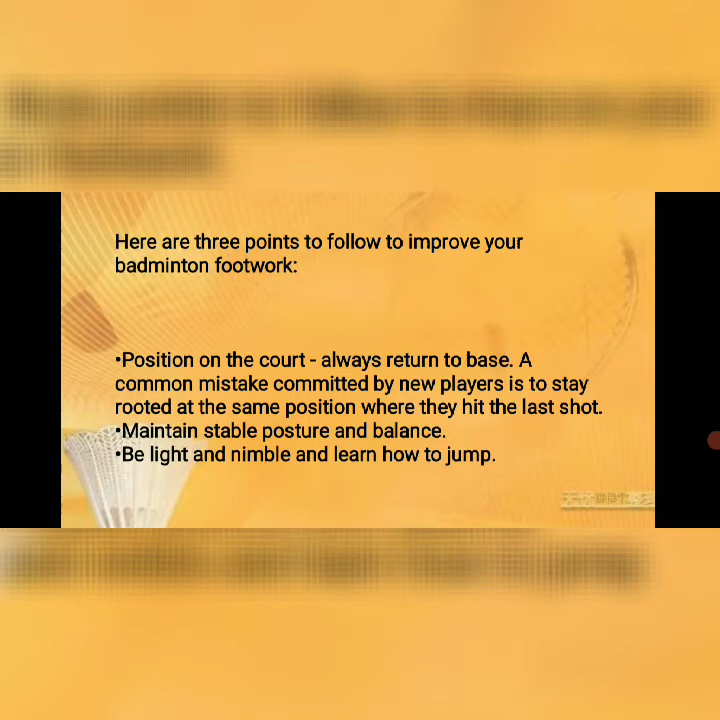 Here are three points to follow to improve your
badminton footwork:
•Position on the court - always return to base. A
common mistake committed by new players is to stay
rooted at the same position where they hit the last shot.
•Maintain stable posture and balance.
•Be light and nimble and learn how to jump.